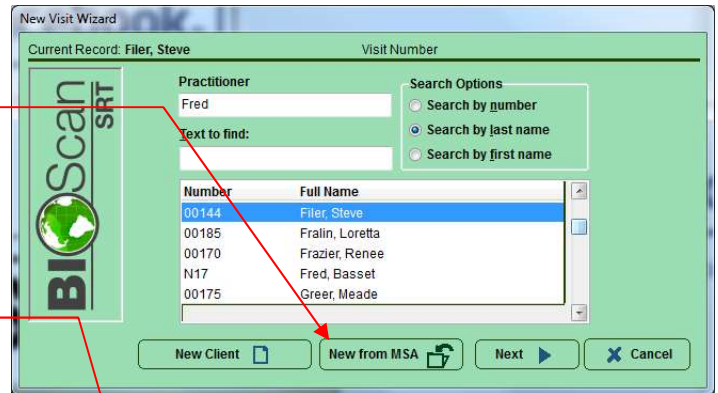 New Visit Wizard
Current Record: Filer, Steve Visit Number
BIOScan
SRT
Practitioner
Fred
Text to find:
Search Options
Search by number
Search by last name
Search by first name
Number Full Name
00144 Filer, Steve
00185 Fralin, Loretta
00170 Frazier, Renee
N17 Fred, Basset
00175 Greer, Meade
New Client New from MSA Next Cancel